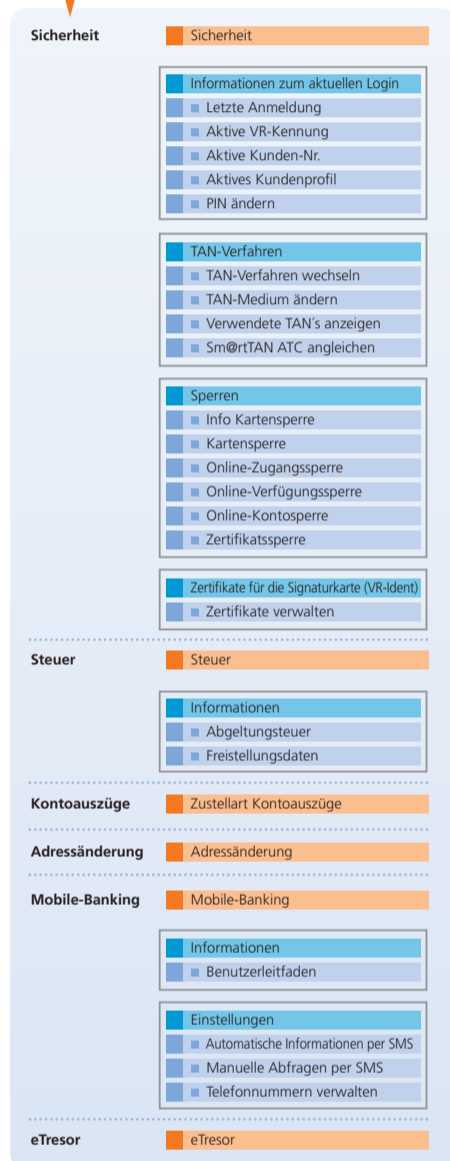 Sicherheit Sicherheit
Informationen zum aktuellen Login
Letzte Anmeldung
Aktive VR-Kennung
Aktive Kunden-Nr.
Aktives Kundenprofil
PIN ändern
TAN-Verfahren
TAN-Verfahren wechseln
TAN-Medium ändern
Verwendete TAN´s anzeigen
Sm@rtTAN ATC angleichen
Sperren
Info Kartensperre
Kartensperre
Online-Zugangssperre
Online-Verfügungssperre
Online-Kontosperre
Zertifikatssperre
Zertifikate für die Signaturkarte (VR-Ident)
Zertifikate verwalten
Steuer Steuer
Informationen
Abgeltungsteuer
Freistellungsdaten
Kontoauszüge Zustellart Kontoauszüge
Adressänderung Adressänderung
Mobile-Banking Mobile-Banking
Informationen
Benutzerleitfaden
Einstellungen
Automatische Informationen per SMS
Manuelle Abfragen per SMS
Telefonnummern verwalten
eTresor eTresor